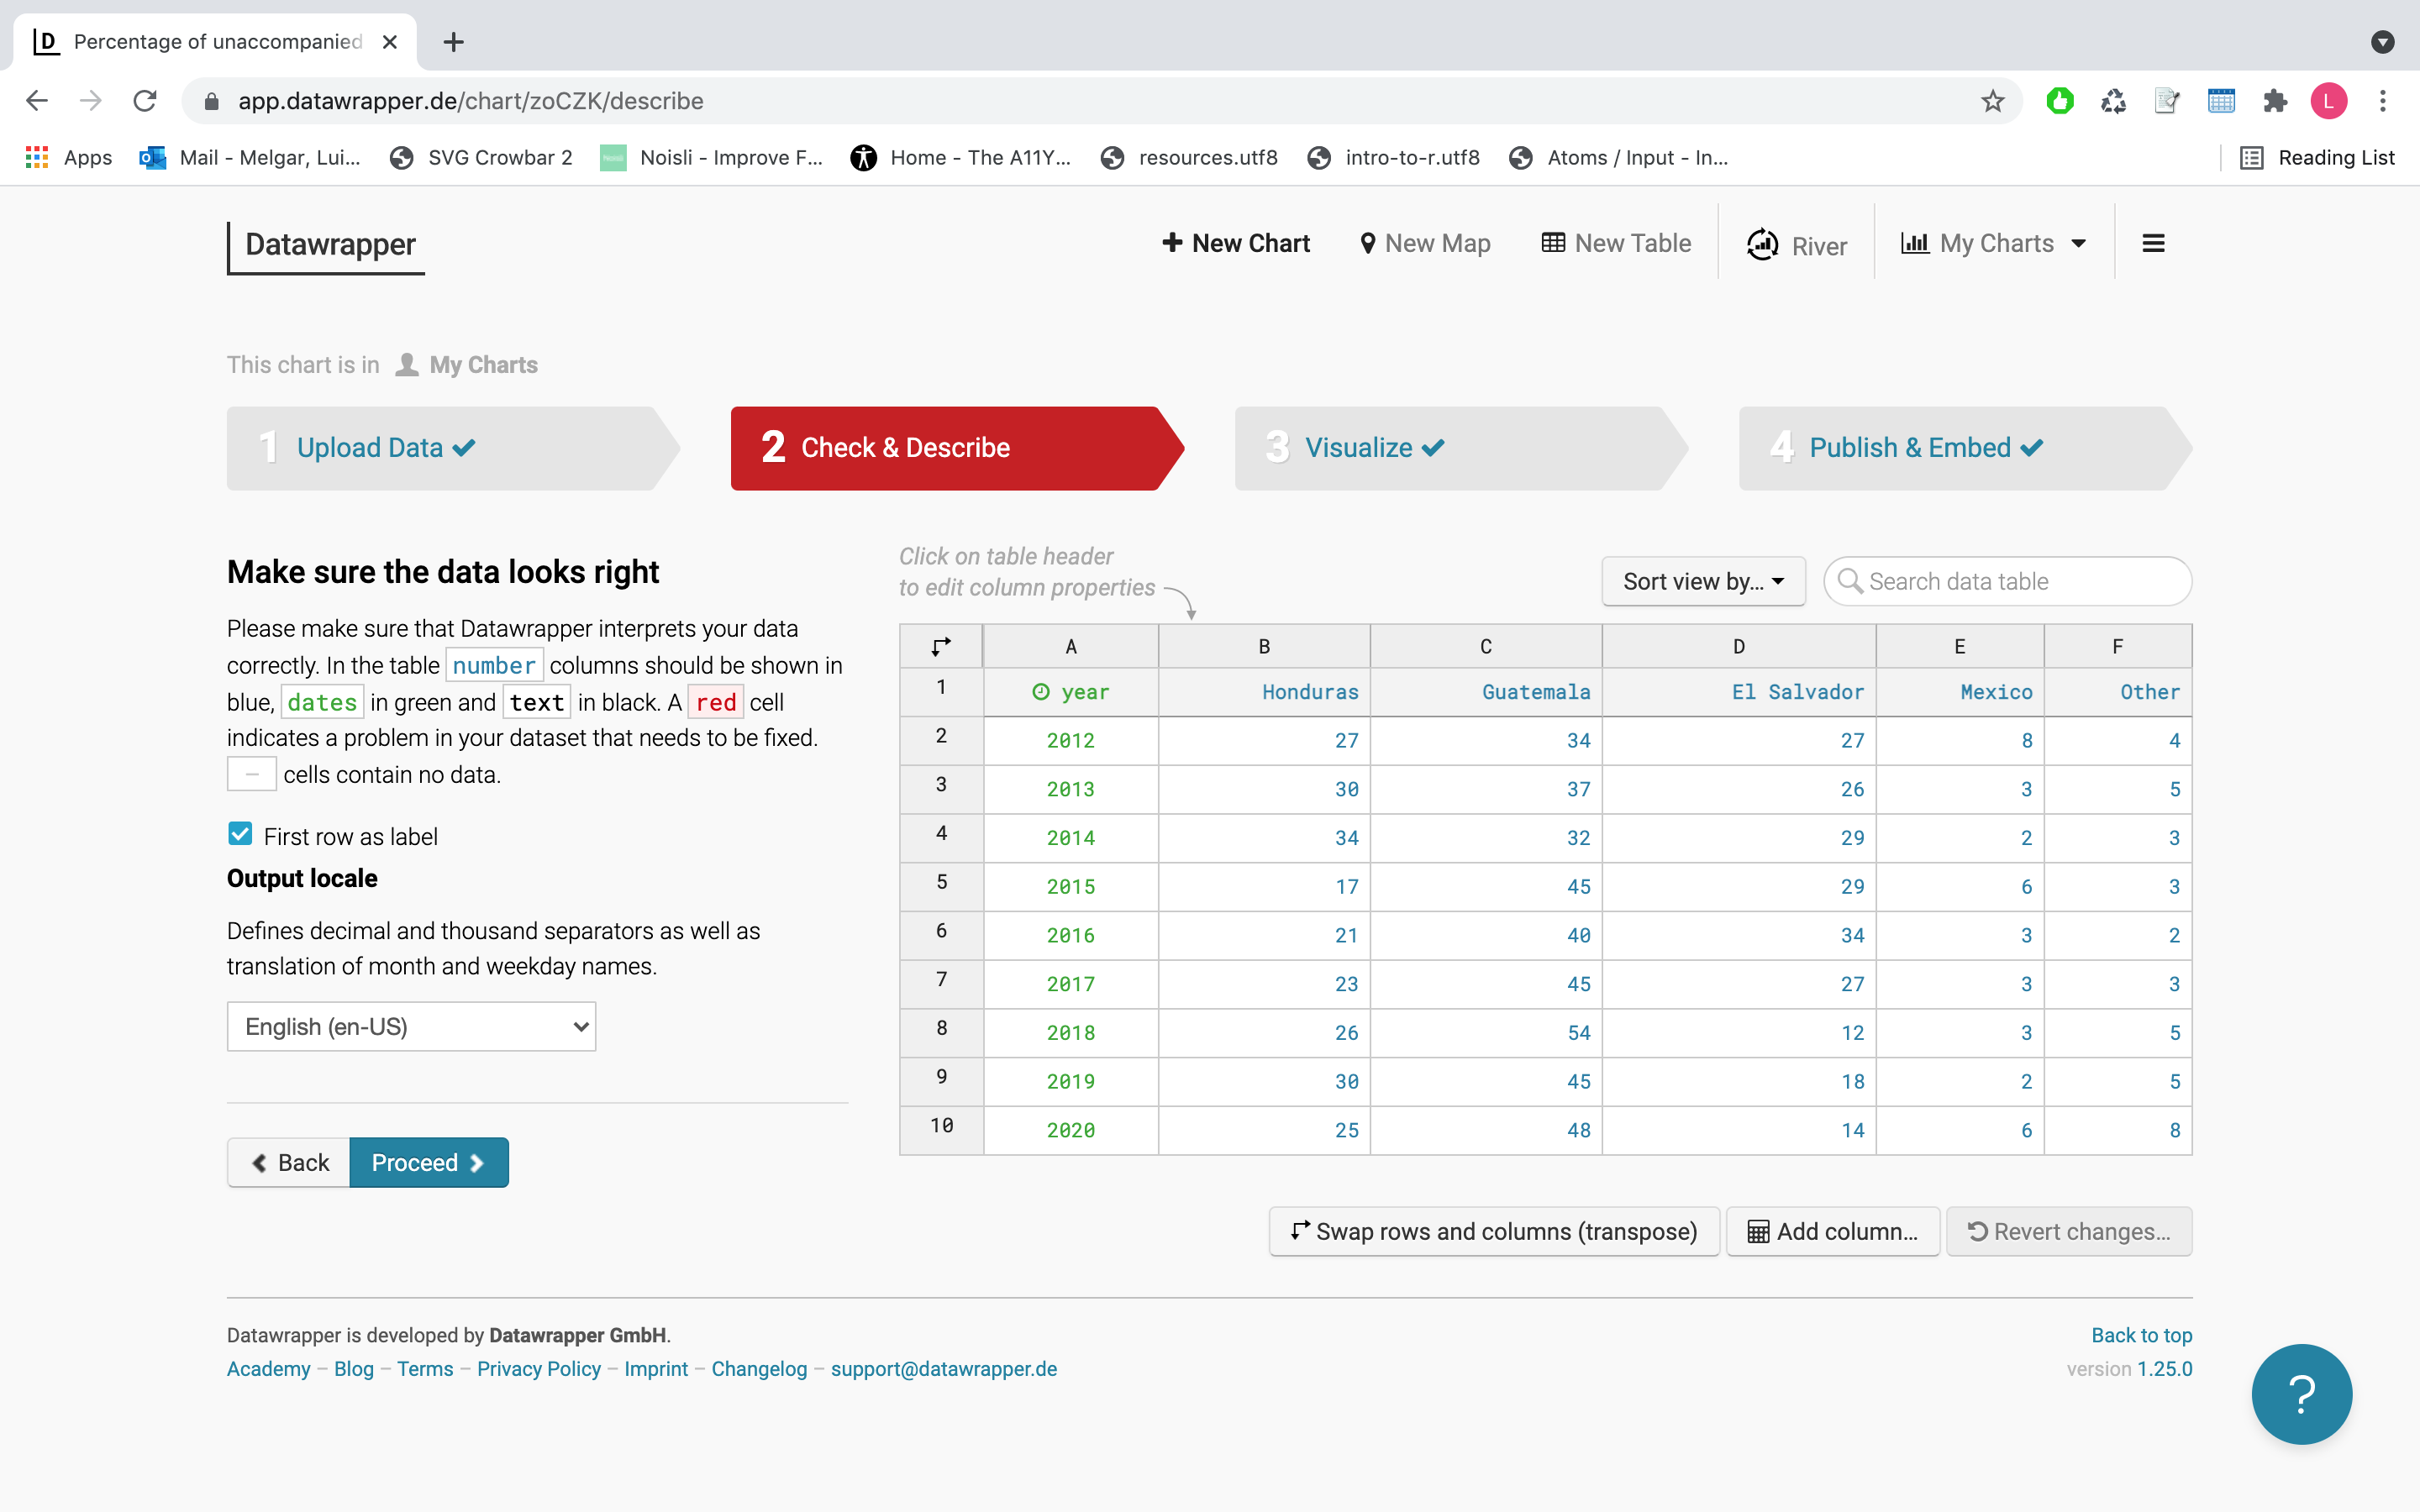 D Percentage of unaccompanied
app.datawrapper.de/chart/zoCZK/describe
L
Apps Mail - Melgar, Lui... SVG Crowbar 2 Noisli Noisli - Improve F... Home - The A11Y... resources.utf8 intro-to-r.utf8 Atoms / Input - In... Reading List
Datawrapper
New Chart New Map New Table River My Charts
This chart is in My Charts
1 Upload Data
2 Check & Describe
3 Visualize
4 Publish & Embed
Make sure the data looks right
Please make sure that Datawrapper interprets your data
correctly. In the table number columns should be shown in
blue, dates in green and text in black. A red cell
indicates a problem in your dataset that needs to be fixed.
– cells contain no data.
First row as label
Output locale
Defines decimal and thousand separators as well as
translation of month and weekday names.
English (en-US)
Back Proceed
Click on table header
to edit column properties
Sort view by... Search data table
A B C D E F
1 year Honduras Guatemala El Salvador Mexico Other
2 2012 27 34 27 8 4
3 2013 30 37 26 3 5
4 2014 34 32 29 2 3
5 2015 17 45 29 6 3
6 2016 21 40 34 3 2
7 2017 23 45 27 3 3
8 2018 26 54 12 3 5
9 2019 30 45 18 2 5
10 2020 25 48 14 6 8
Swap rows and columns (transpose) Add column... Revert changes...
Datawrapper is developed by Datawrapper GmbH.
Academy – Blog – Terms – Privacy Policy – Imprint – Changelog – support@datawrapper.de
Back to top
version 1.25.0
?